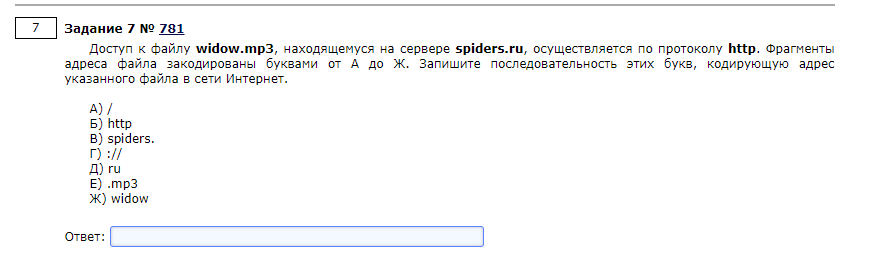 7
Задание 7 № 781
Доступ к файлу widow.mp3, находящемуся на сервере spiders.ru, осуществляется по протоколу http. Фрагменты
адреса файла закодированы буквами от А до Ж. Запишите последовательность этих букв, кодирующую адрес
указанного файла в сети Интернет.
А) /
Б) http
В) spiders.
Г) ://
Д) ru
Е) .mp3
Ж) widow
Ответ: